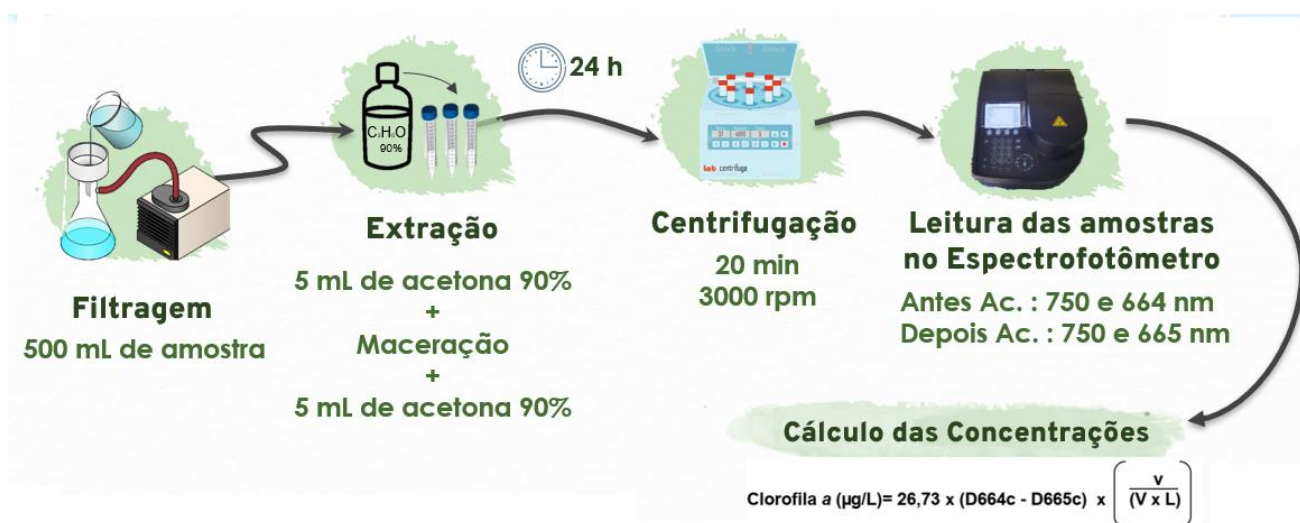 24 h
C₃H₆O
90%
lab centrifuge
Filtragem
500 mL de amostra
Extração
5 mL de acetona 90%
+
Maceração
+
5 mL de acetona 90%
Centrifugação
20 min
3000 rpm
Leitura das amostras
no Espectrofotômetro
Antes Ac. : 750 e 664 nm
Depois Ac. : 750 e 665 nm
Cálculo das Concentrações
Clorofila a (µg/L)= 26,73 x (D664c - D665c) x ( v / (V x L) )